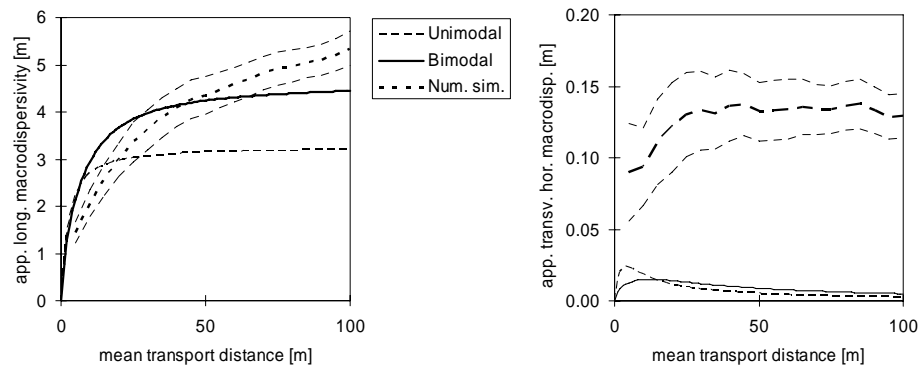 app. long. macrodispersivity [m]
6
5
4
3
2
1
0
0 50 100
mean transport distance [m]
Unimodal
Bimodal
Num. sim.
app. transv. hor. macrodisp. [m]
0.20
0.15
0.10
0.05
0.00
0 50 100
mean transport distance [m]